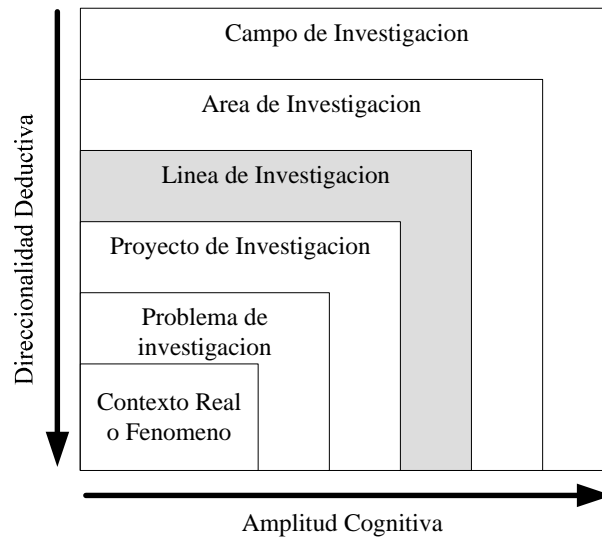 Campo de Investigacion
Area de Investigacion
Linea de Investigacion
Proyecto de Investigacion
Problema de
investigacion
Contexto Real
o Fenomeno
Direccionalidad Deductiva
Amplitud Cognitiva